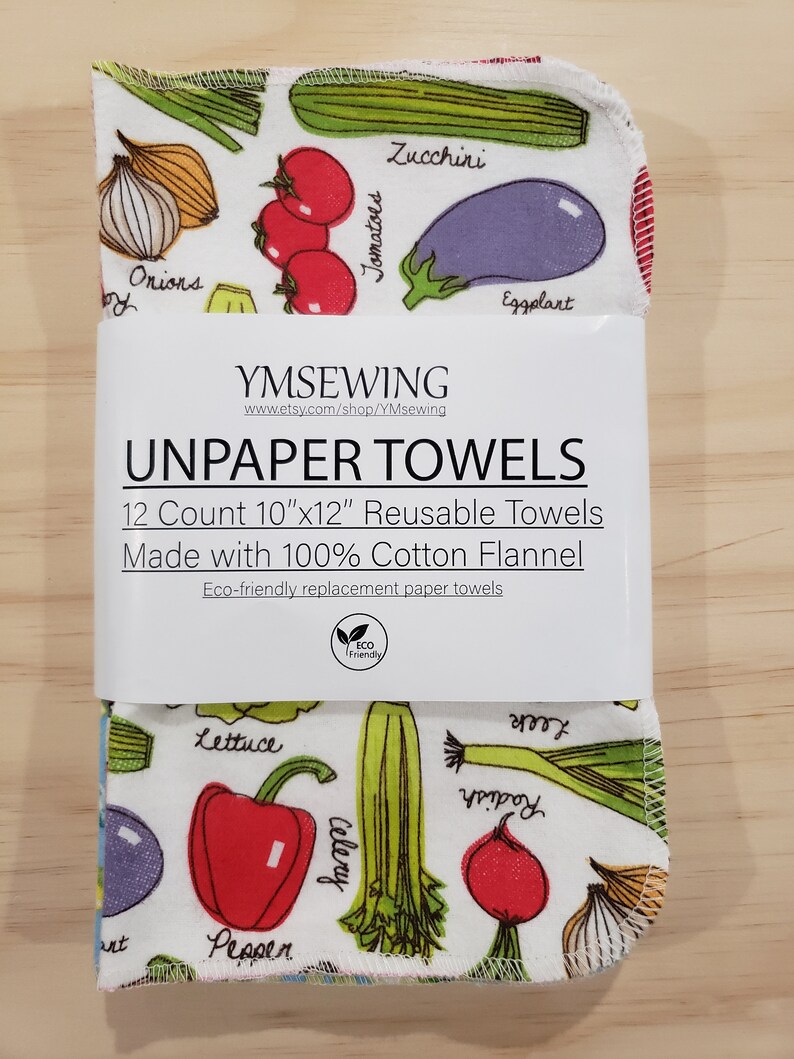 Zucchini
Tomatoes
Onions
Eggplant
YMSEWING
www.etsy.com/shop/YMsewing
UNPAPER TOWELS
12 Count 10”x12” Reusable Towels
Made with 100% Cotton Flannel
Eco-friendly replacement paper towels
ECO
Friendly
Leek
Lettuce
Radish
Celery
ant
Pepper